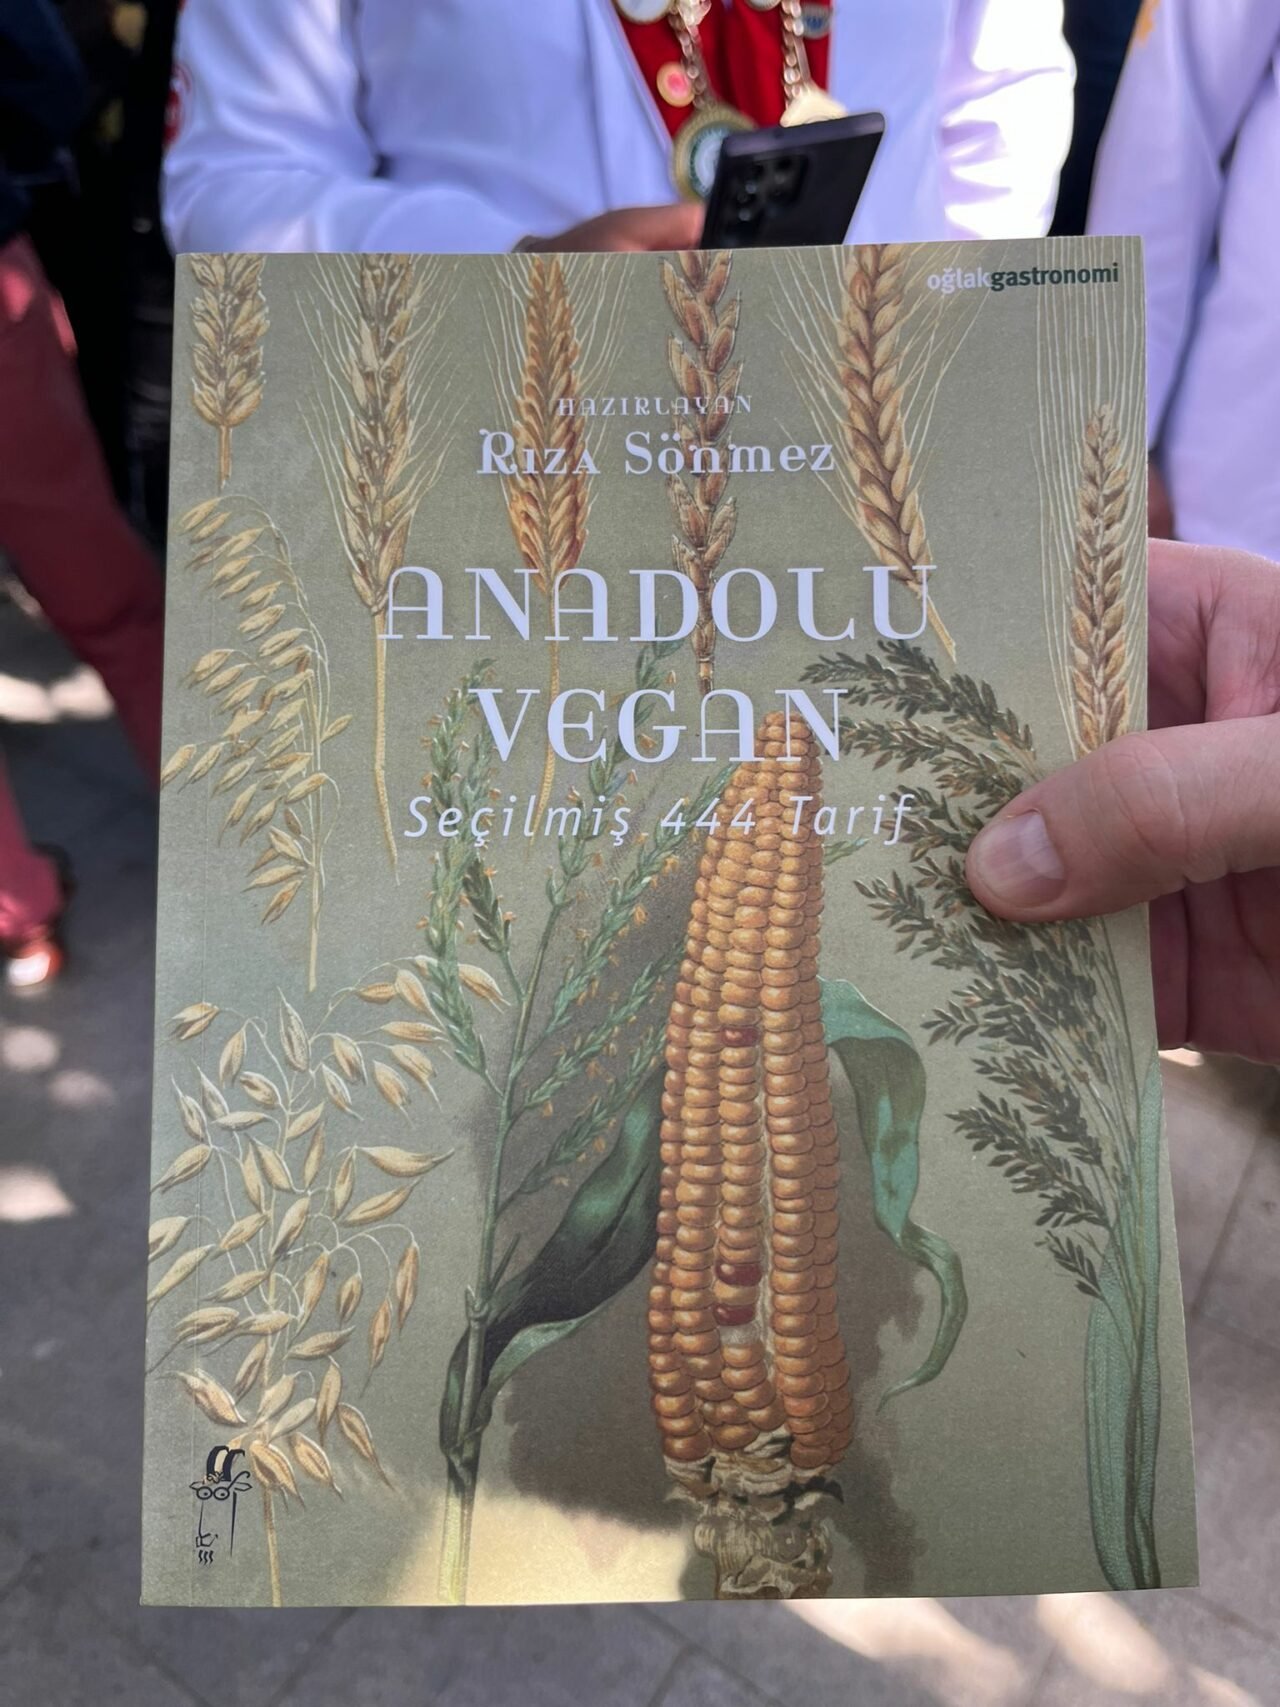 oğlakgastronomi
HAZIRLAYAN
Rıza Sönmez
ANADOLU
VEGAN
Seçilmiş 444 Tarif